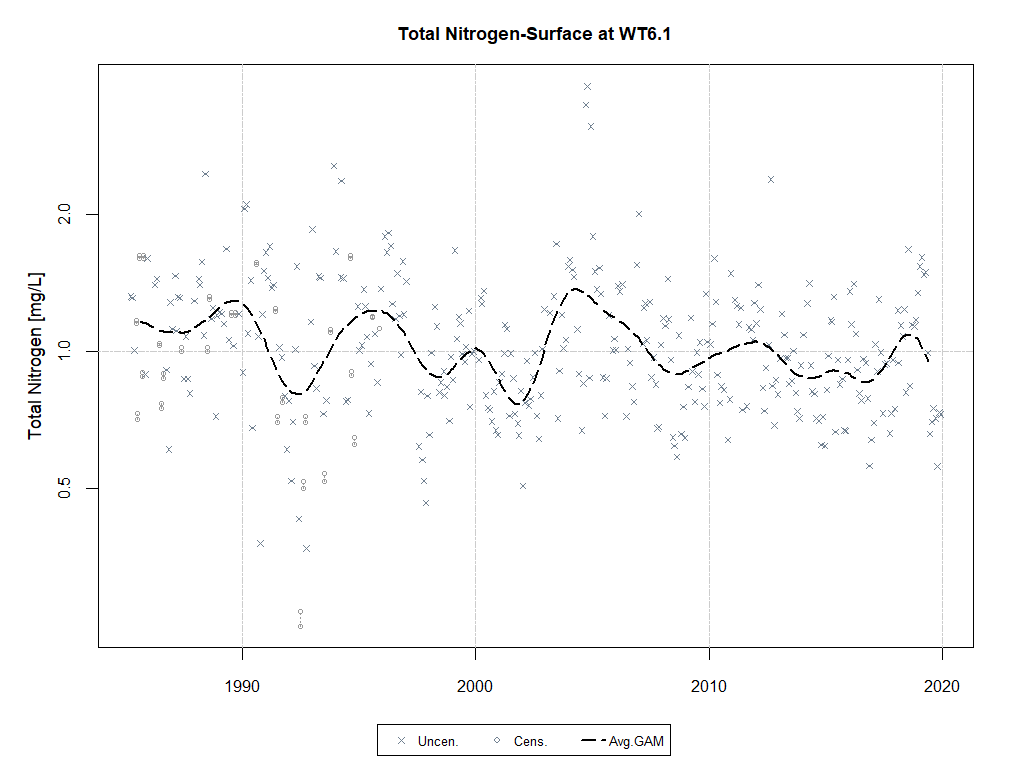 Total Nitrogen-Surface at WT6.1
Total Nitrogen [mg/L]
2.0
1.0
0.5
1990 2000 2010 2020
Uncen. Cens. Avg.GAM